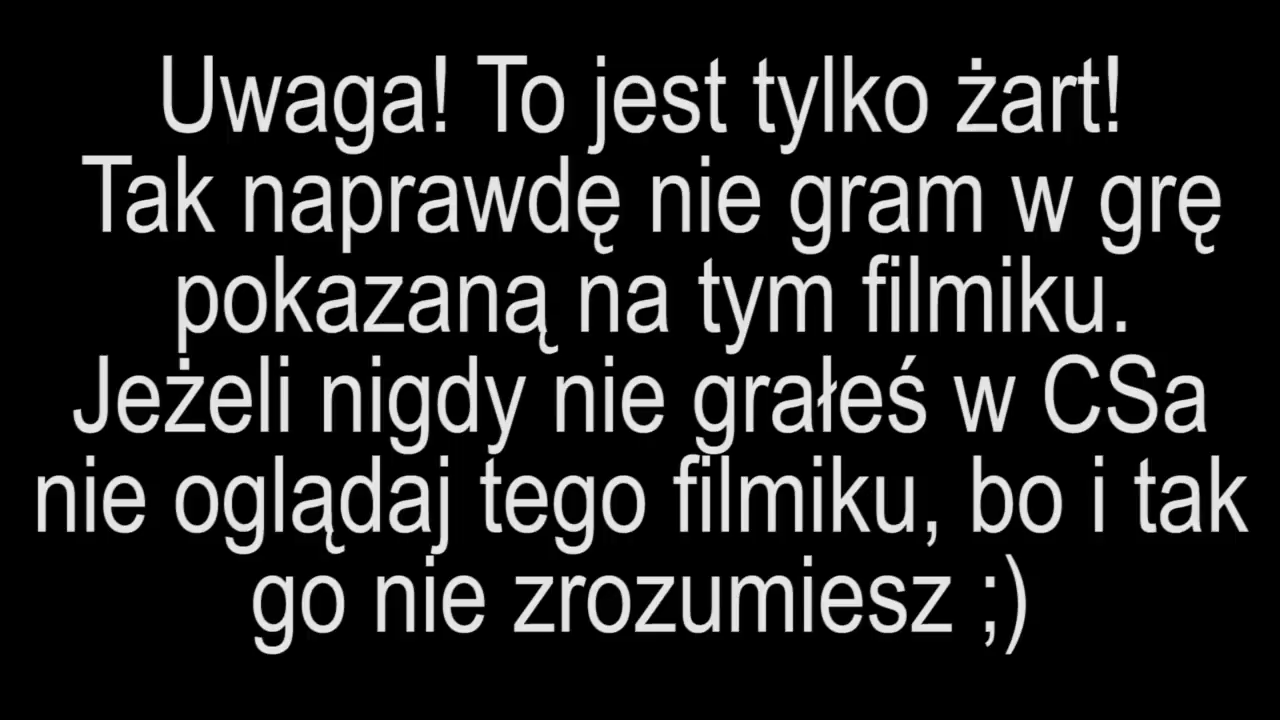 Uwaga! To jest tylko żart!
Tak naprawdę nie gram w grę
pokazaną na tym filmiku.
Jeżeli nigdy nie grałeś w CSa
nie oglądaj tego filmiku, bo i tak
go nie zrozumiesz ;)